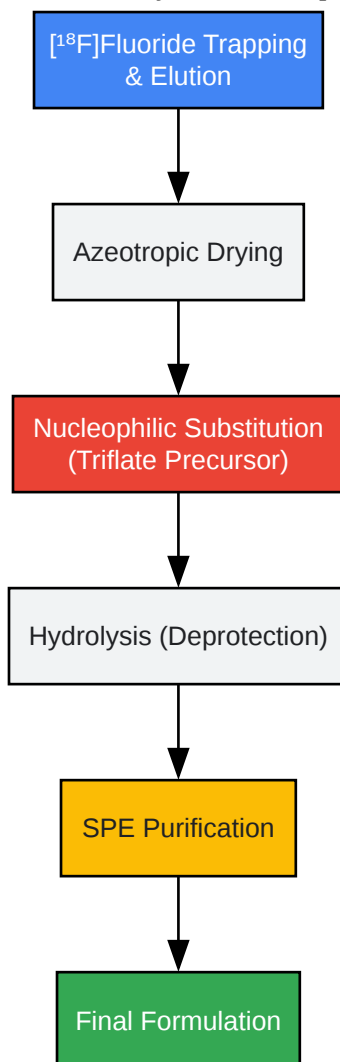 [¹⁸F]Fluoride Trapping
& Elution
Azeotropic Drying
Nucleophilic Substitution
(Triflate Precursor)
Hydrolysis (Deprotection)
SPE Purification
Final Formulation